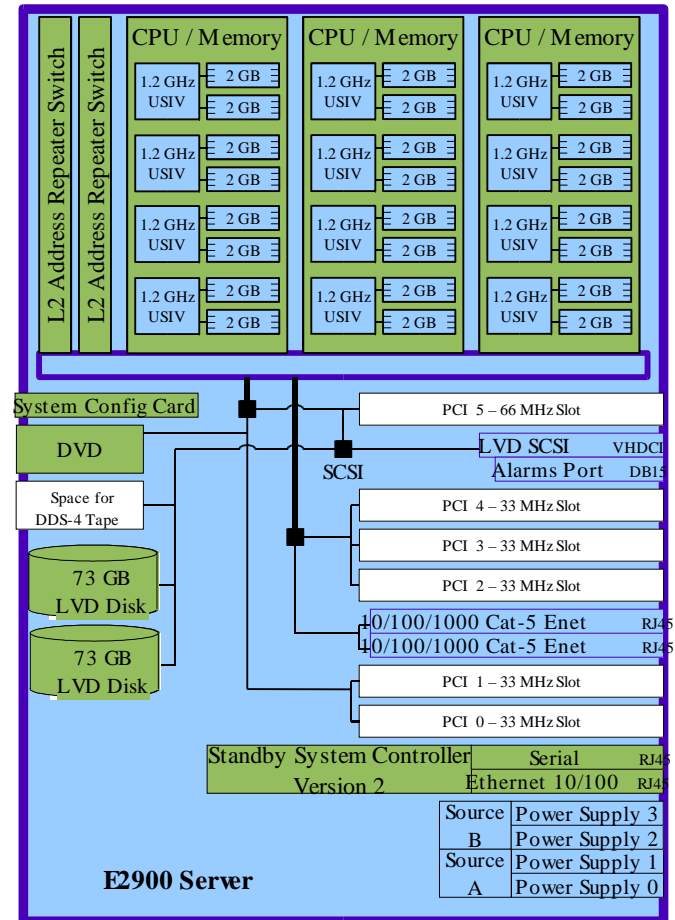 L2 Address Repeater Switch
L2 Address Repeater Switch
CPU / Memory
1.2 GHz
USIV
2 GB
2 GB
1.2 GHz
USIV
2 GB
2 GB
1.2 GHz
USIV
2 GB
2 GB
1.2 GHz
USIV
2 GB
2 GB
CPU / Memory
1.2 GHz
USIV
2 GB
2 GB
1.2 GHz
USIV
2 GB
2 GB
1.2 GHz
USIV
2 GB
2 GB
1.2 GHz
USIV
2 GB
2 GB
CPU / Memory
1.2 GHz
USIV
2 GB
2 GB
1.2 GHz
USIV
2 GB
2 GB
1.2 GHz
USIV
2 GB
2 GB
1.2 GHz
USIV
2 GB
2 GB
System Config Card
DVD
Space for
DDS-4 Tape
73 GB
LVD Disk
73 GB
LVD Disk
SCSI
PCI 5 – 66 MHz Slot
LVD SCSI VHDCI
Alarms Port DB15
PCI 4 – 33 MHz Slot
PCI 3 – 33 MHz Slot
PCI 2 – 33 MHz Slot
10/100/1000 Cat-5 Enet RJ45
10/100/1000 Cat-5 Enet RJ45
PCI 1 – 33 MHz Slot
PCI 0 – 33 MHz Slot
Standby System Controller
Version 2
Serial RJ45
Ethernet 10/100 RJ45
Source
B
Power Supply 3
Power Supply 2
Source
A
Power Supply 1
Power Supply 0
E2900 Server